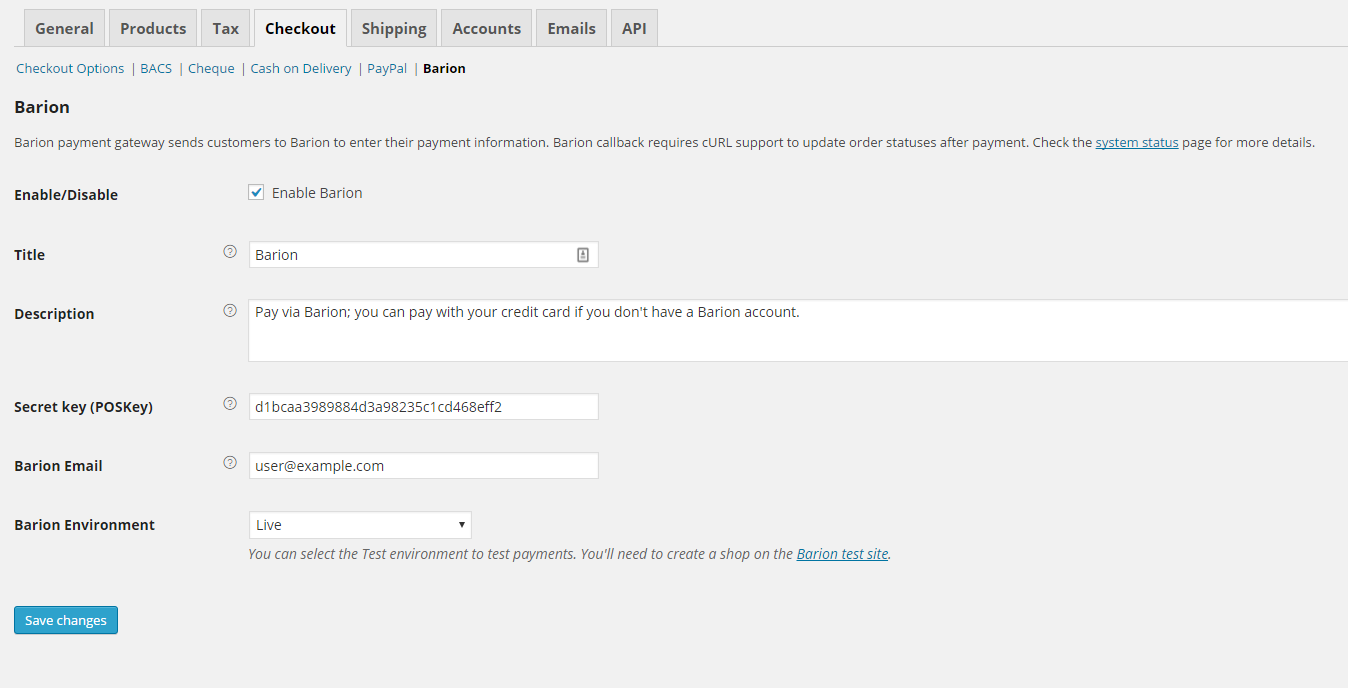 General Products Tax Checkout Shipping Accounts Emails API
Checkout Options | BACS | Cheque | Cash on Delivery | PayPal | Barion
Barion
Barion payment gateway sends customers to Barion to enter their payment information. Barion callback requires cURL support to update order statuses after payment. Check the system status page for more details.
Enable/Disable Enable Barion
Title ? Barion
Description ? Pay via Barion; you can pay with your credit card if you don't have a Barion account.
Secret key (POSKey) ? d1bcaa3989884d3a98235c1cd468eff2
Barion Email ? user@example.com
Barion Environment Live
You can select the Test environment to test payments. You'll need to create a shop on the Barion test site.
Save changes